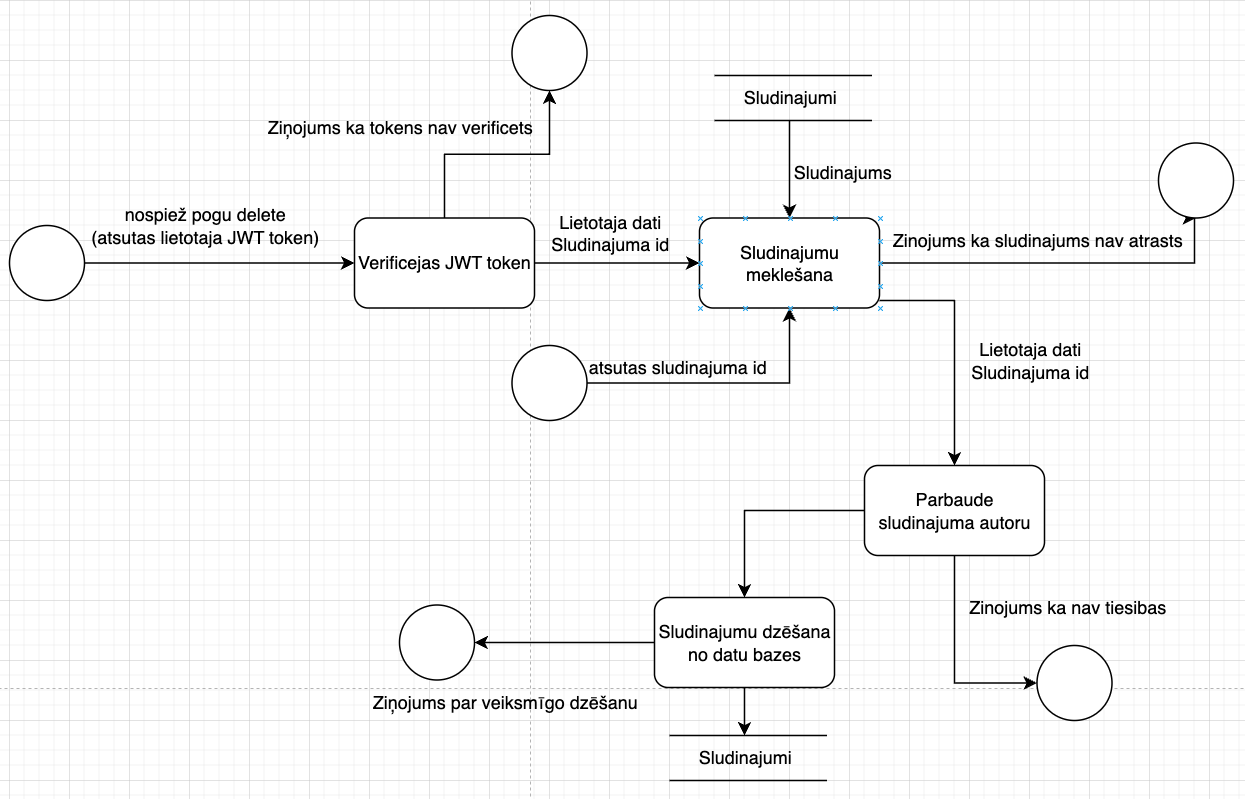 Sludinajumi
Ziņojums ka tokens nav verificets
Sludinajums
nospiež pogu delete
(atsutas lietotaja JWT token)
Verificejas JWT token
Lietotaja dati
Sludinajuma id
Sludinajumu
meklešana
Zinojums ka sludinajums nav atrasts
atsutas sludinajuma id
Lietotaja dati
Sludinajuma id
Parbaude
sludinajuma autoru
Zinojums ka nav tiesibas
Sludinajumu dzēšana
no datu bazes
Ziņojums par veiksmīgo dzēšanu
Sludinajumi